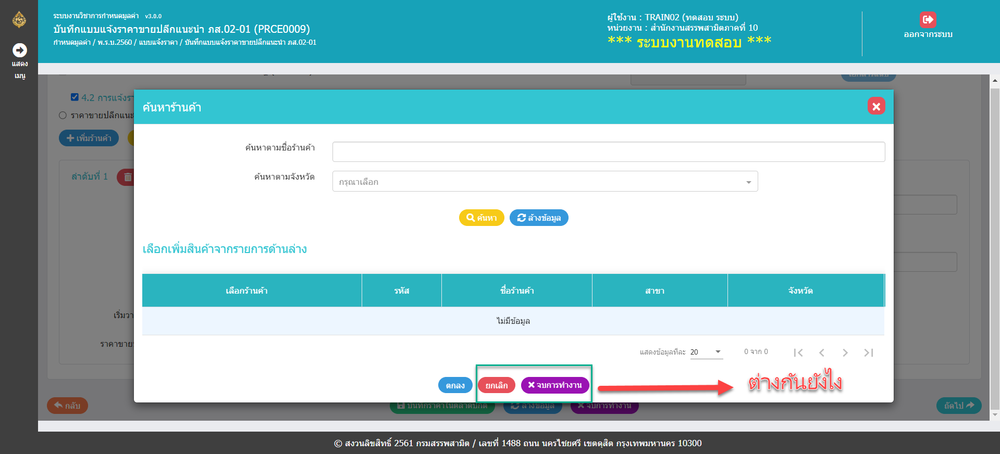 ระบบงานวิชาการกำหนดมูลค่า v3.0.0
บันทึกแบบแจ้งราคาขายปลีกแนะนำ ภส.02-01 (PRCE0009)
กำหนดมูลค่า / พ.ร.บ.2560 / แบบแจ้งราคา / บันทึกแบบแจ้งราคาขายปลีกแนะนำ ภส.02-01
ผู้ใช้งาน : TRAIN02 (ทดสอบ ระบบ)
หน่วยงาน : สำนักงานสรรพสามิตภาคที่ 10
*** ระบบงานทดสอบ ***
ออกจากระบบ
แสดง
เมนู
4.2 การแจ้งรา
ราคาขายปลีกแนะ
เพิ่มร้านค้า
ลำดับที่ 1
เริ่มวา
ราคาขาย
ค้นหาร้านค้า
ค้นหาตามชื่อร้านค้า
ค้นหาตามจังหวัด
กรุณาเลือก
ค้นหา
ล้างข้อมูล
เลือกเพิ่มสินค้าจากรายการด้านล่าง
เลือกร้านค้า รหัส ชื่อร้านค้า สาขา จังหวัด
ไม่มีข้อมูล
แสดงข้อมูลทีละ 20 0 จาก 0
ตกลง ยกเลิก จบการทำงาน
ต่างกันยังไง
กลับ บันทึกราคาในตลาดปกติ ล้างข้อมูล จบการทำงาน ถัดไป
© สงวนลิขสิทธิ์ 2561 กรมสรรพสามิต / เลขที่ 1488 ถนน นครไชยศรี เขตดุสิต กรุงเทพมหานคร 10300